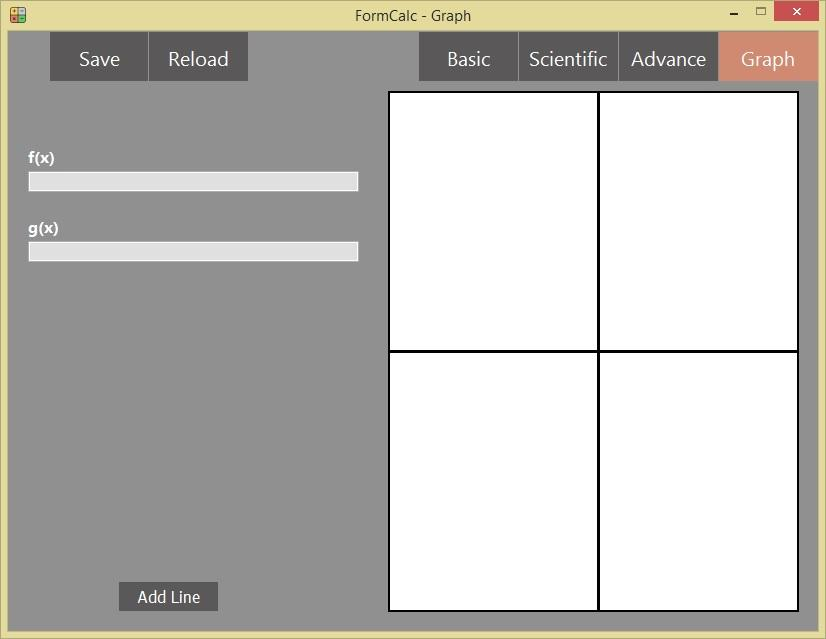 FormCalc - Graph
Save Reload Basic Scientific Advance Graph
f(x)
g(x)
Add Line